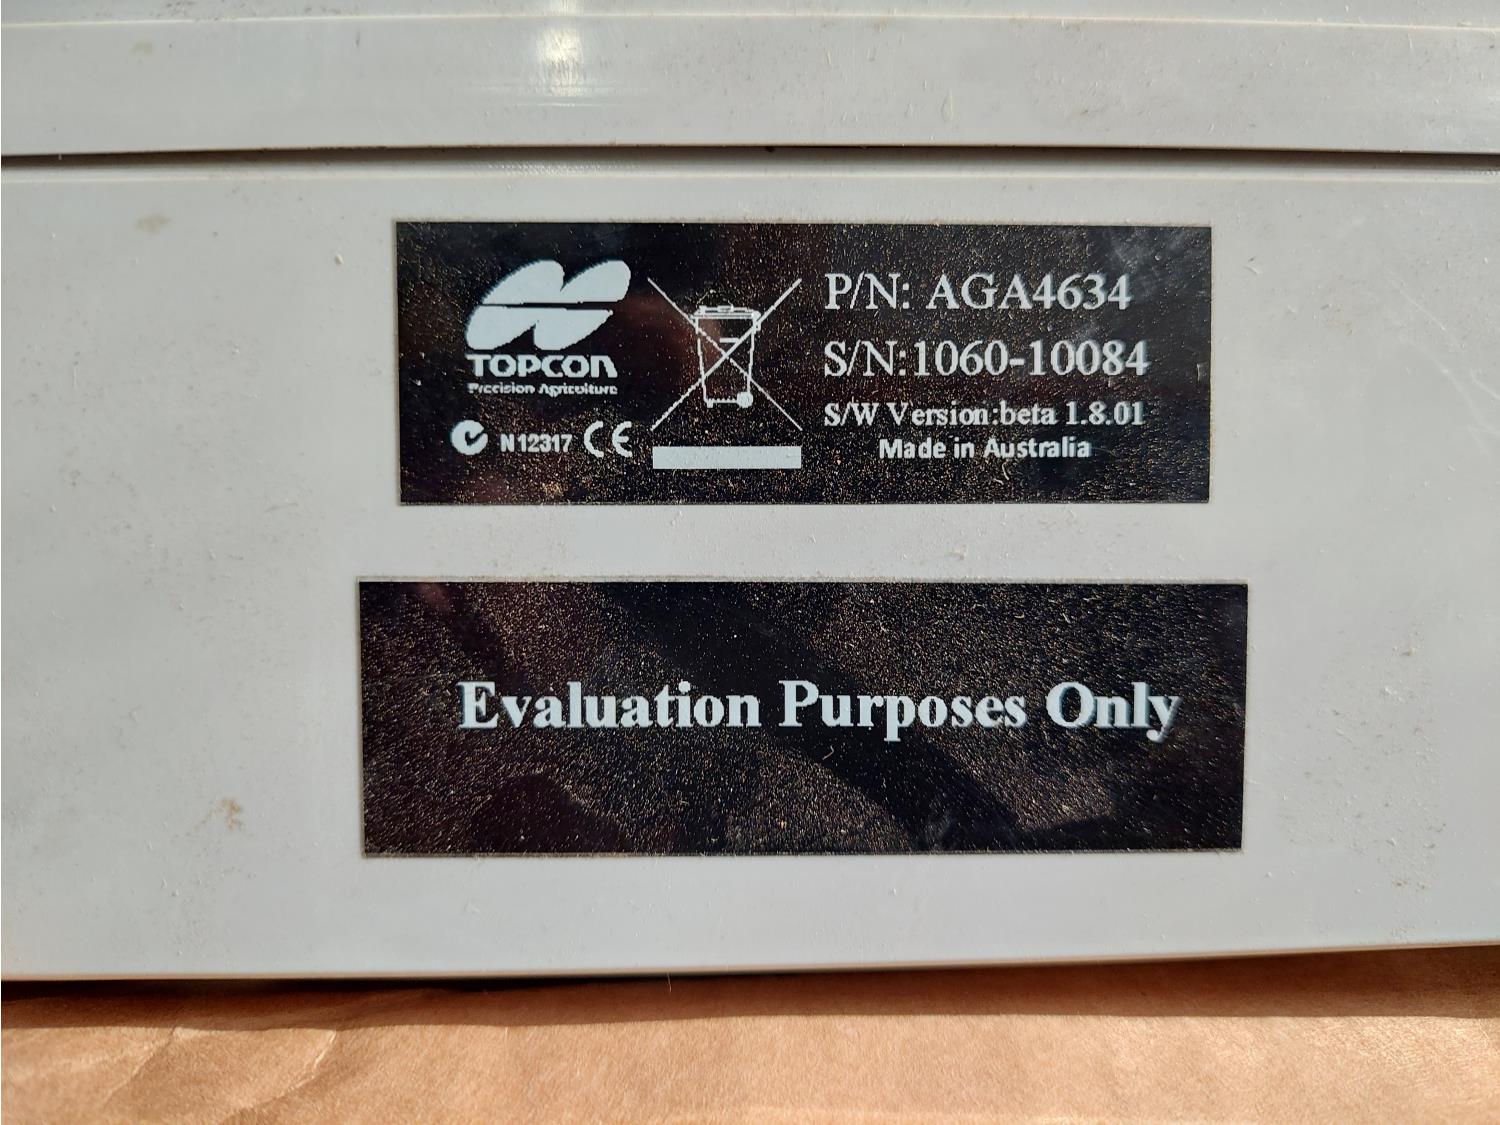 TOPCON
Precision Agriculture
N12317 CE
P/N: AGA4634
S/N:1060-10084
S/W Version:beta 1.8.01
Made in Australia
Evaluation Purposes Only